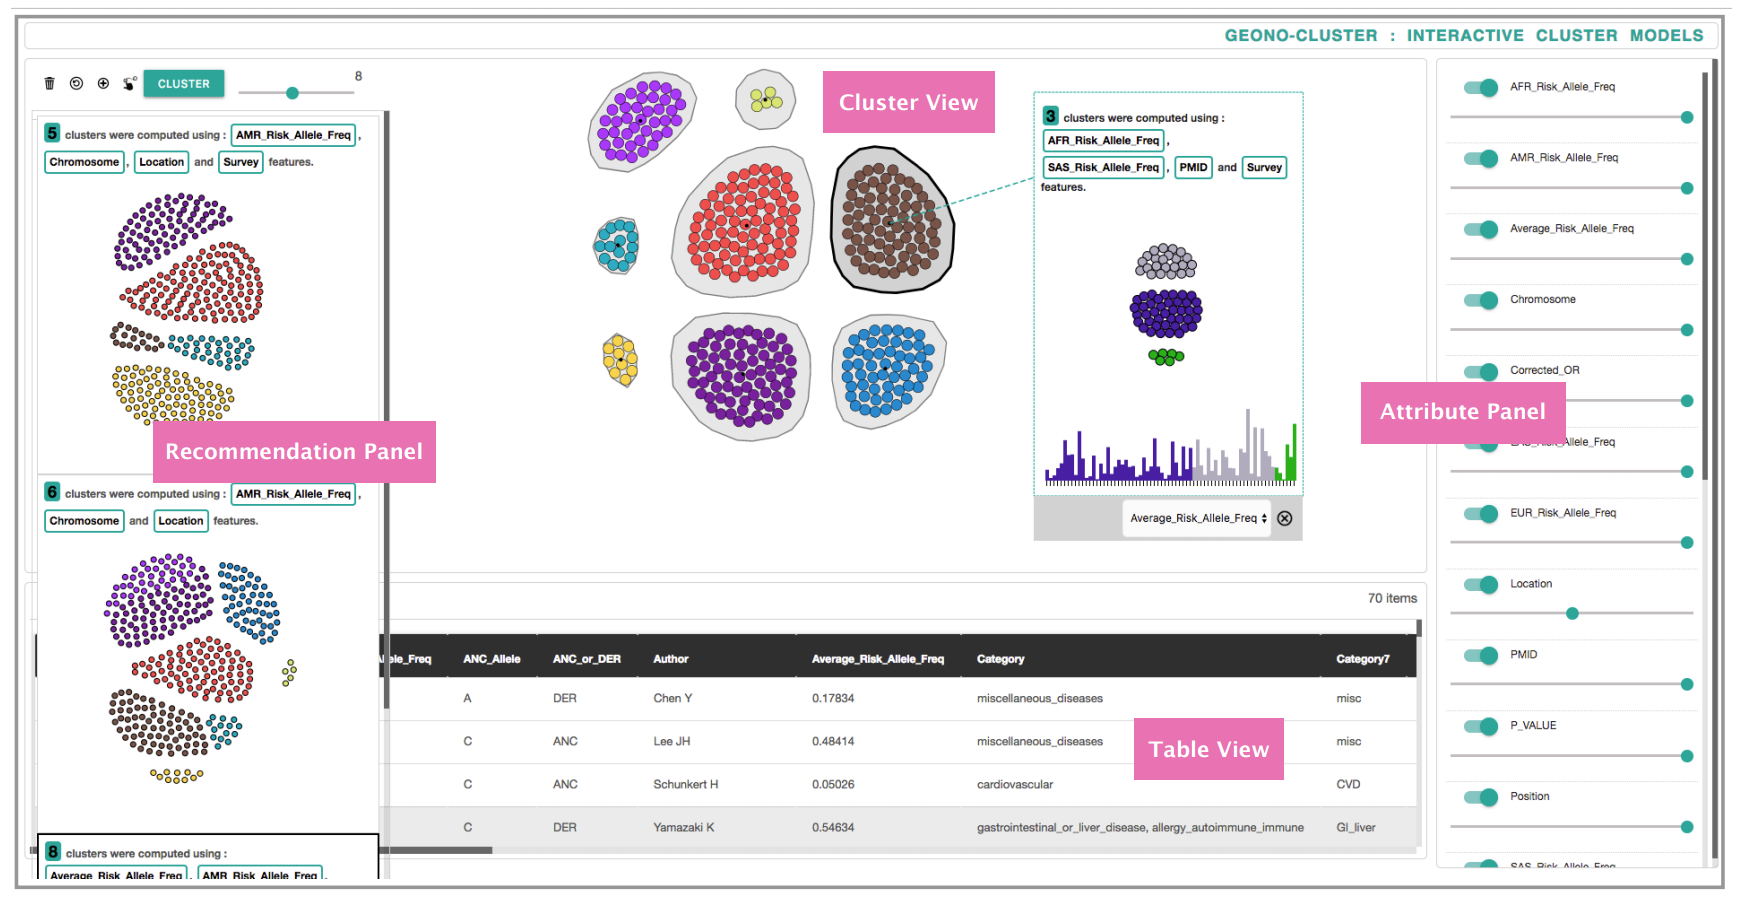 GEONO-CLUSTER : INTERACTIVE CLUSTER MODELS
CLUSTER
8
5 clusters were computed using : AMR_Risk_Allele_Freq ,
Chromosome , Location and Survey features.
Recommendation Panel
6 clusters were computed using : AMR_Risk_Allele_Freq ,
Chromosome and Location features.
8 clusters were computed using :
Average_Risk_Allele_Freq , AMR_Risk_Allele_Freq ,
Cluster View
3 clusters were computed using :
AFR_Risk_Allele_Freq ,
SAS_Risk_Allele_Freq , PMID and Survey
features.
Average_Risk_Allele_Freq
70 items
Allele_Freq ANC_Allele ANC_or_DER Author Average_Risk_Allele_Freq Category Category7
A DER Chen Y 0.17834 miscellaneous_diseases misc
C ANC Lee JH 0.48414 miscellaneous_diseases misc
C ANC Schunkert H 0.05026 cardiovascular CVD
C DER Yamazaki K 0.54634 gastrointestinal_or_liver_disease, allergy_autoimmune_immune GI_liver
Table View
AFR_Risk_Allele_Freq
AMR_Risk_Allele_Freq
Average_Risk_Allele_Freq
Chromosome
Corrected_OR
Attribute Panel
EAS_Risk_Allele_Freq
EUR_Risk_Allele_Freq
Location
PMID
P_VALUE
Position
SAS_Risk_Allele_Freq